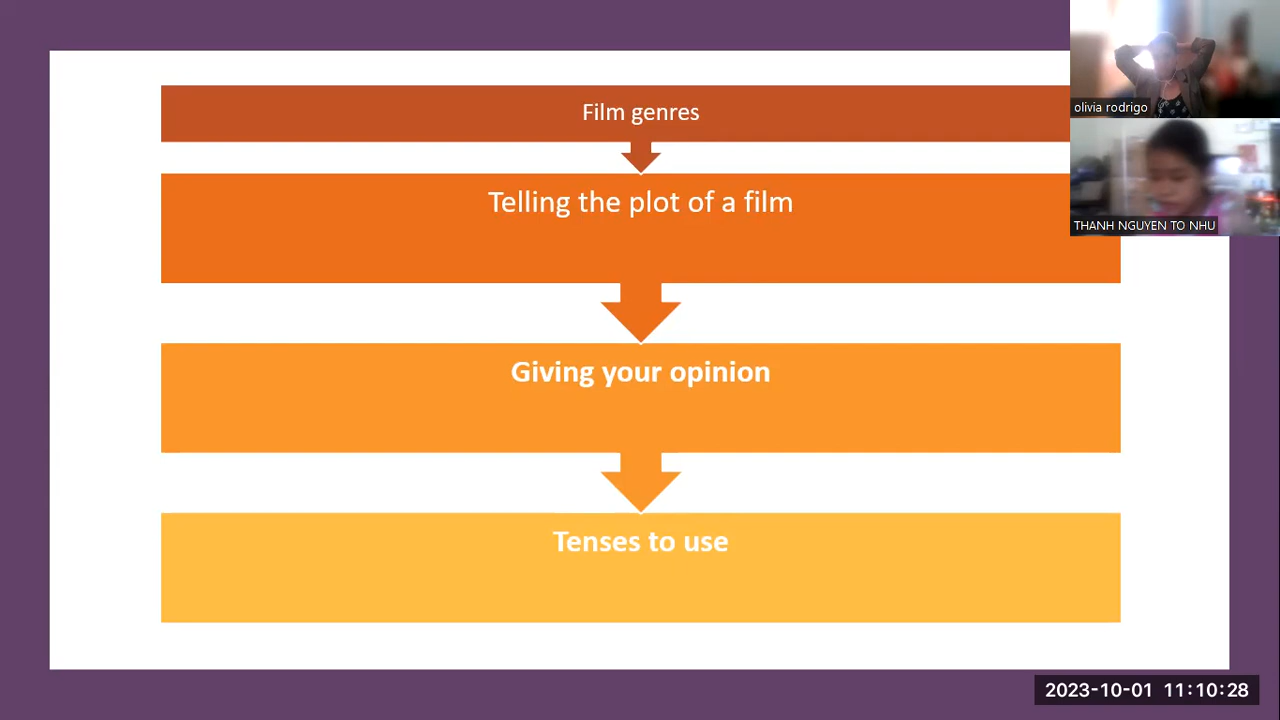 Film genres
olivia rodrigo
Telling the plot of a film
THANH NGUYEN TO NHU
Giving your opinion
Tenses to use
2023-10-01 11:10:28